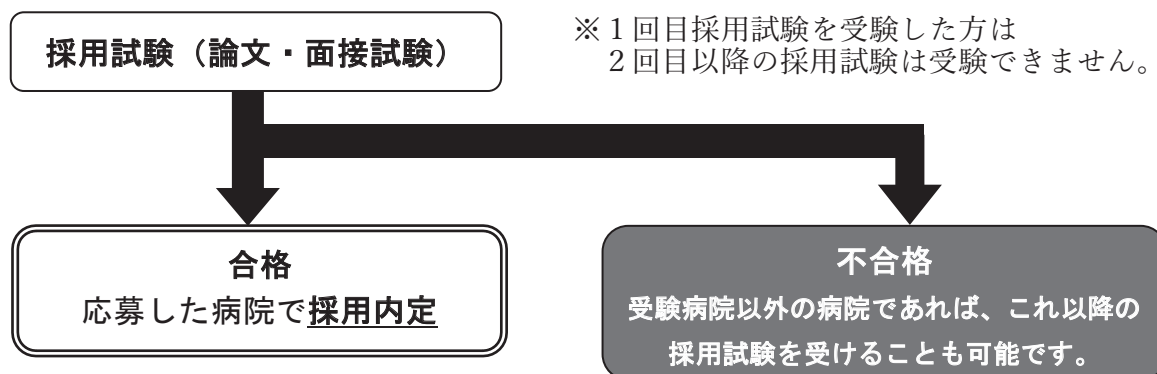 採用試験（論文・面接試験）
※１回目採用試験を受験した方は
２回目以降の採用試験は受験できません。
合格
応募した病院で採用内定
不合格
受験病院以外の病院であれば、これ以降の
採用試験を受けることも可能です。